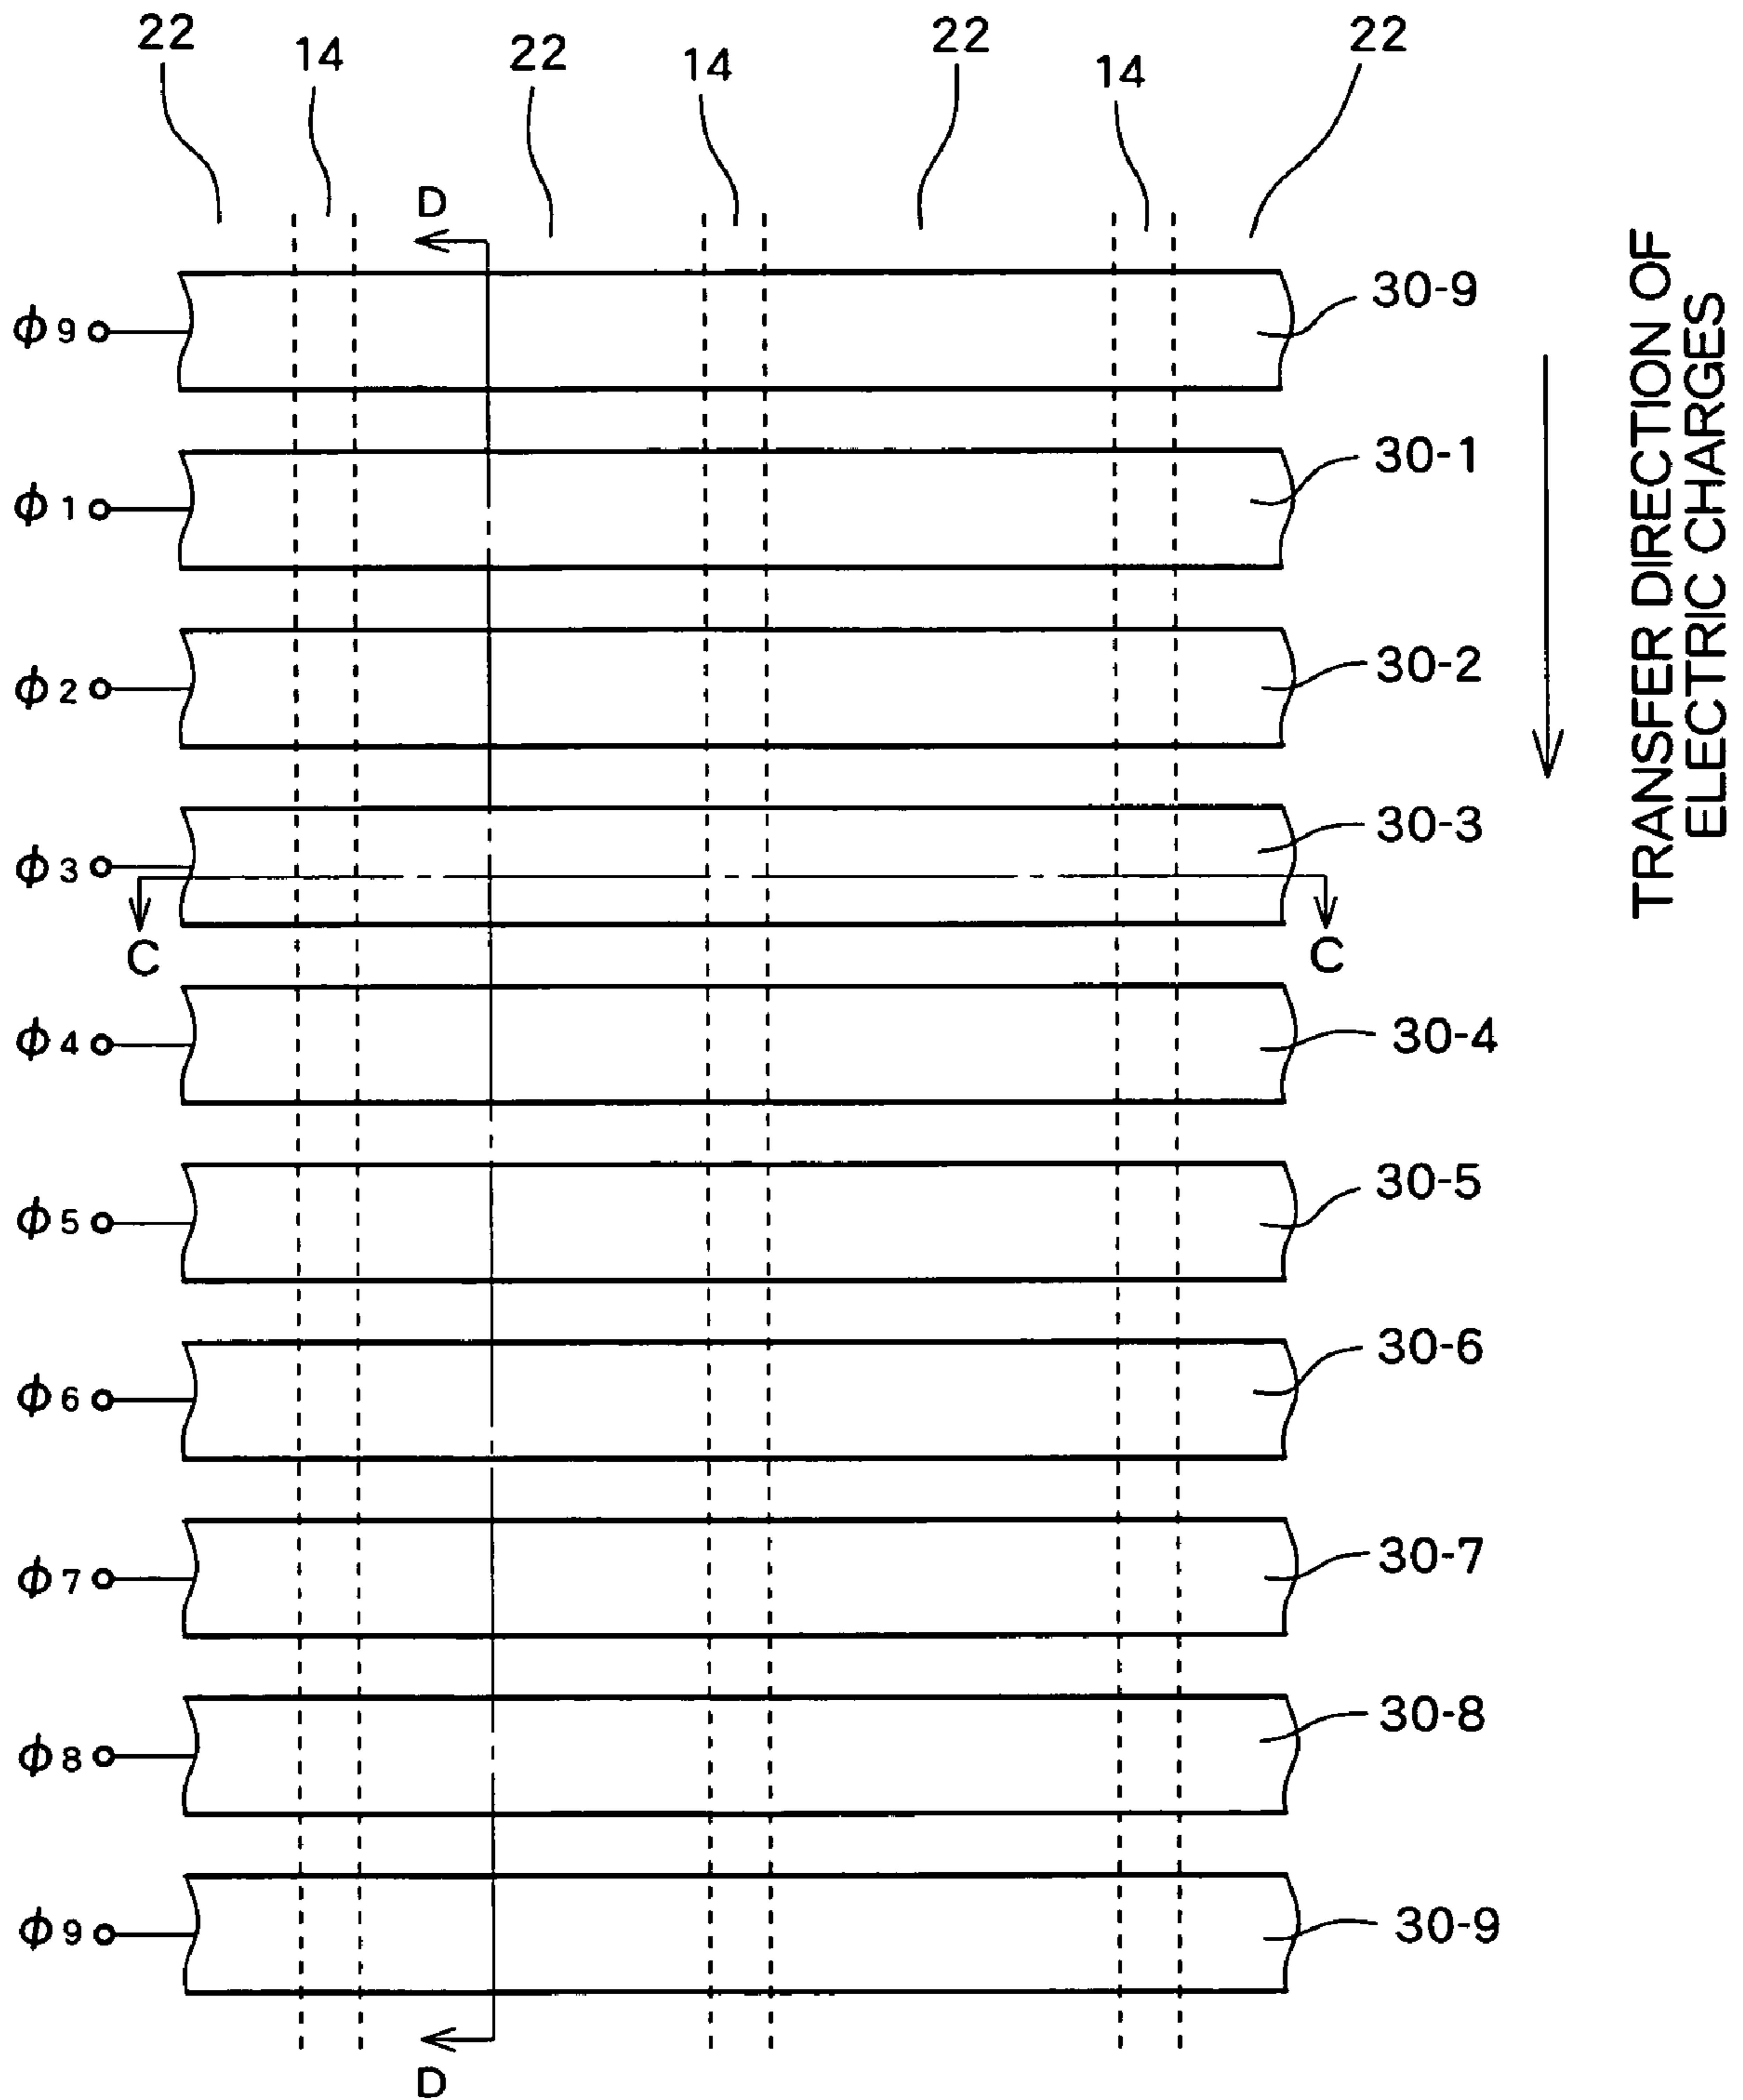 22 14 22 14 22 14 22
D
ϕ9 30-9
ϕ1 30-1
ϕ2 30-2
ϕ3 30-3
C C
ϕ4 30-4
ϕ5 30-5
ϕ6 30-6
ϕ7 30-7
ϕ8 30-8
ϕ9 30-9
D
TRANSFER DIRECTION OF
ELECTRIC CHARGES